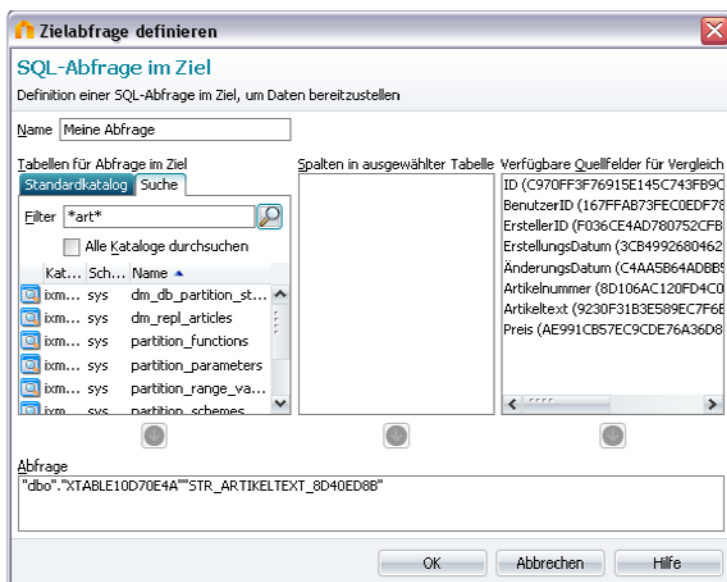 Zielabfrage definieren
SQL-Abfrage im Ziel
Definition einer SQL-Abfrage im Ziel, um Daten bereitzustellen
Name Meine Abfrage
Tabellen für Abfrage im Ziel
Spalten in ausgewählter Tabelle
Verfügbare Quellfelder für Vergleich
Standardkatalog Suche
Filter *art*
Alle Kataloge durchsuchen
Kat... Sch... Name
ixm... sys dm_db_partition_st...
ixm... sys dm_repl_articles
ixm... sys partition_functions
ixm... sys partition_parameters
ixm... sys partition_range_va...
ixm... sys partition_schemes
ID (C970FF3F76915E145C743FB9C
BenutzerID (167FFAB73FEC0EDF78
ErstellerID (F036CE4AD780752CFB
ErstellungsDatum (3CB4992680462
ÄnderungsDatum (C4AA5B64ADBB5
Artikelnummer (8D106AC120FD4C0
Artikeltext (9230F31B3E589EC7F6E
Preis (AE991CB57EC9CDE76A36D8
Abfrage
"dbo"."XTABLE10D70E4A""STR_ARTIKELTEXT_8D40ED8B"
OK Abbrechen Hilfe